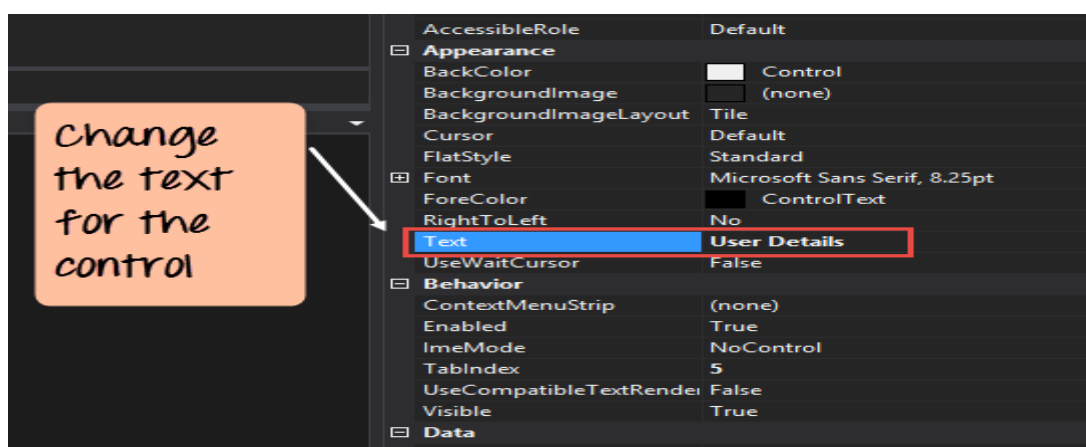 Change
the text
for the
control
AccessibleRole Default
Appearance
BackColor Control
BackgroundImage (none)
BackgroundImageLayout Tile
Cursor Default
FlatStyle Standard
Font Microsoft Sans Serif, 8.25pt
ForeColor ControlText
RightToLeft No
Text User Details
UseWaitCursor False
Behavior
ContextMenuStrip (none)
Enabled True
ImeMode NoControl
TabIndex 5
UseCompatibleTextRender False
Visible True
Data